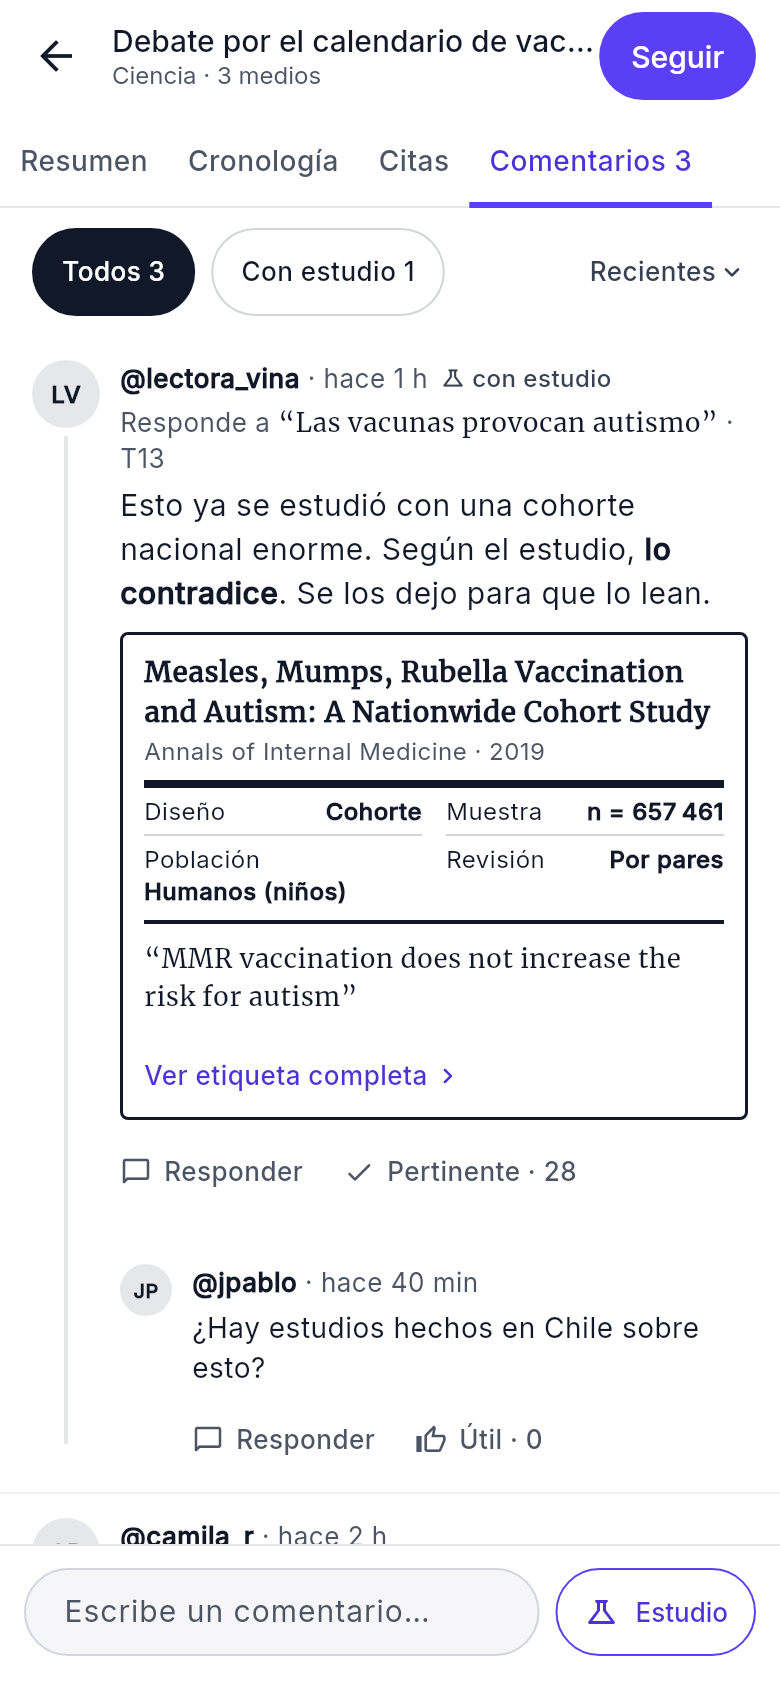 Debate por el calendario de vac...
Ciencia · 3 medios
Seguir
Resumen
Cronología
Citas
Comentarios 3
Todos 3
Con estudio 1
Recientes
LV
@lectora_vina · hace 1 h con estudio
Responde a “Las vacunas provocan autismo” ·
T13
Esto ya se estudió con una cohorte
nacional enorme. Según el estudio, lo
contradice. Se los dejo para que lo lean.
Measles, Mumps, Rubella Vaccination
and Autism: A Nationwide Cohort Study
Annals of Internal Medicine · 2019
Diseño Cohorte
Muestra n = 657 461
Población
Humanos (niños)
Revisión Por pares
“MMR vaccination does not increase the
risk for autism”
Ver etiqueta completa
Responder
Pertinente · 28
JP
@jpablo · hace 40 min
¿Hay estudios hechos en Chile sobre
esto?
Responder
Útil · 0
@camila_r · hace 2 h
Escribe un comentario...
Estudio